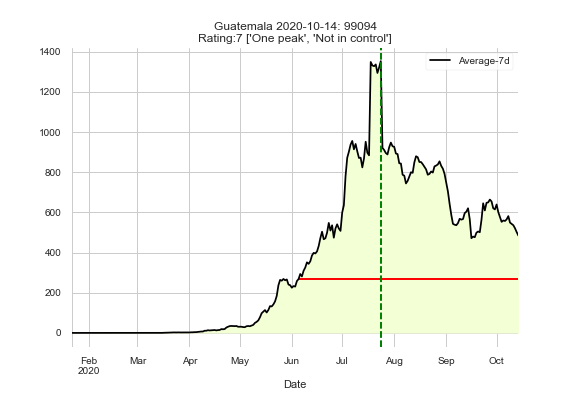 Guatemala 2020-10-14: 99094
Rating:7 ['One peak', 'Not in control']
1400
Average-7d
1200
1000
800
600
400
200
0
Feb Mar Apr May Jun Jul Aug Sep Oct
2020
Date